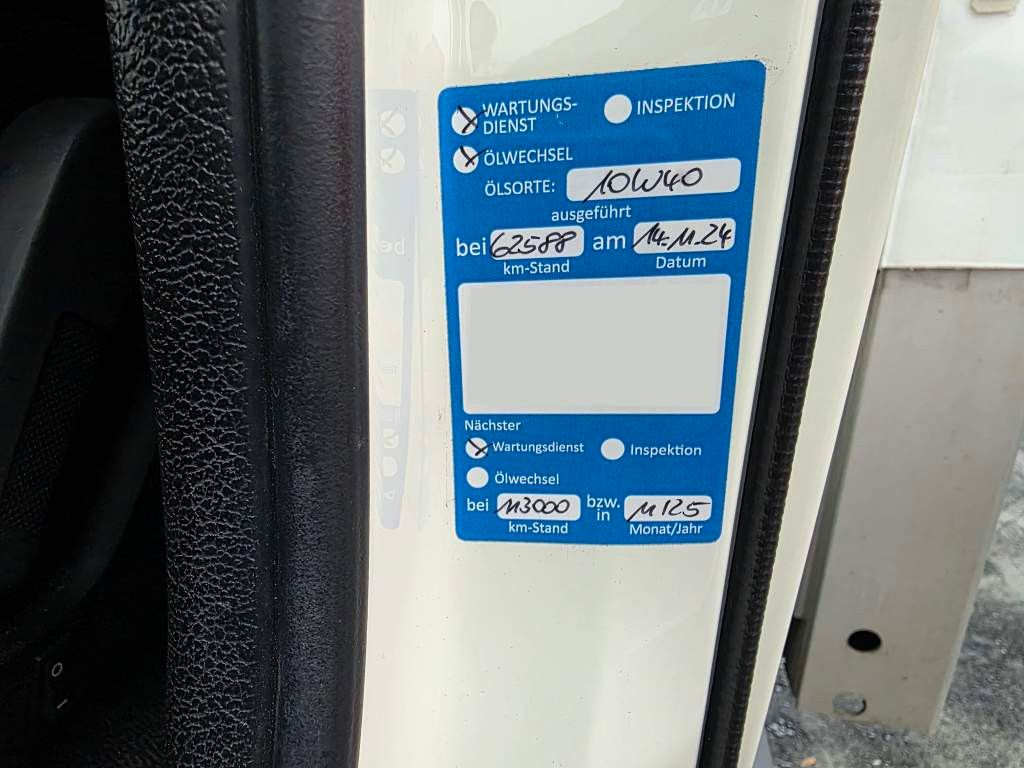 WARTUNGS-
DIENST
INSPEKTION
ÖLWECHSEL
ÖLSORTE: 10W40
ausgeführt
bei 62588 am 14.11.24
km-Stand Datum
Nächster
Wartungsdienst Inspektion
Ölwechsel
bei 113000 bzw. in 11/25
km-Stand Monat/Jahr
O
I